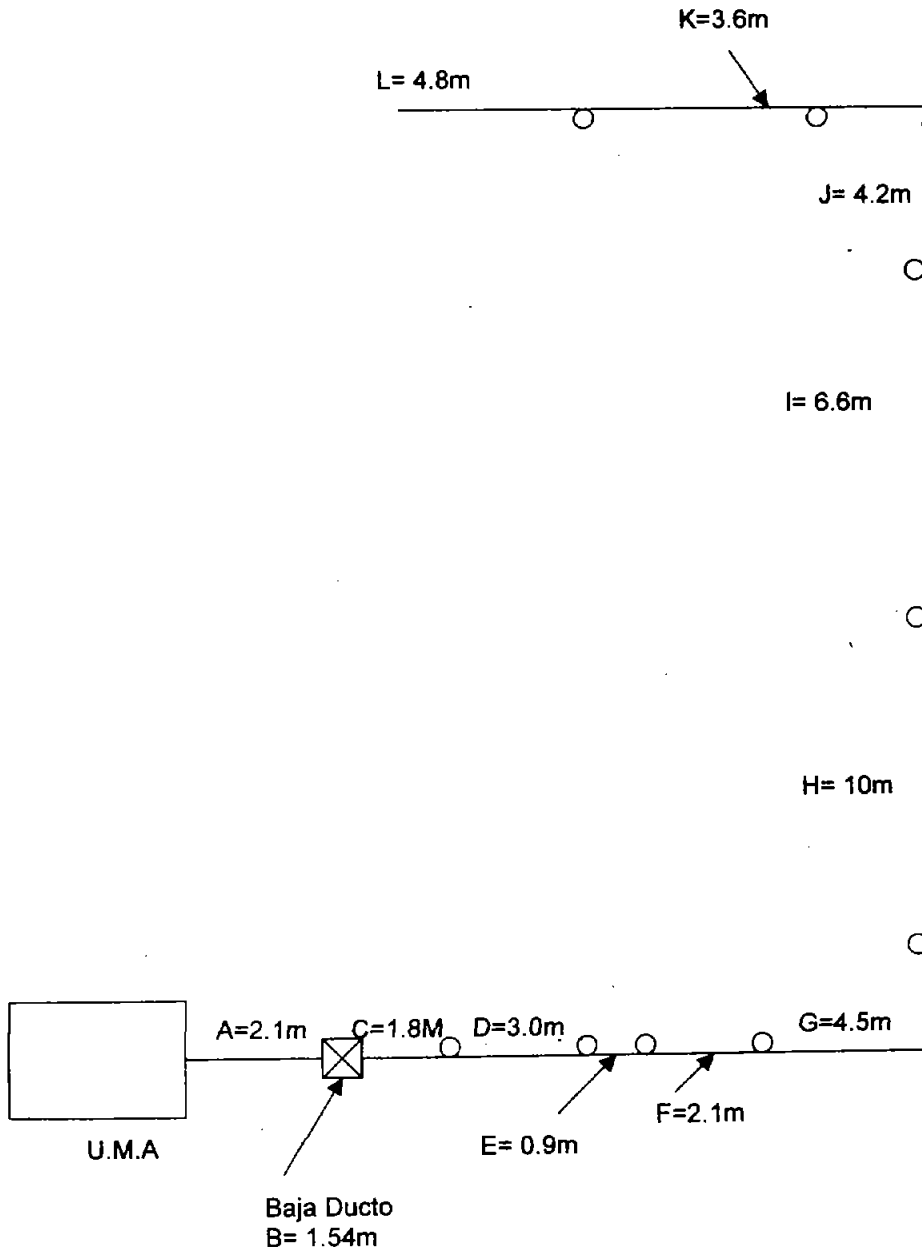 K=3.6m
L= 4.8m
J= 4.2m
I= 6.6m
H= 10m
A=2.1m
C=1.8M
D=3.0m
G=4.5m
F=2.1m
E= 0.9m
U.M.A
Baja Ducto
B= 1.54m